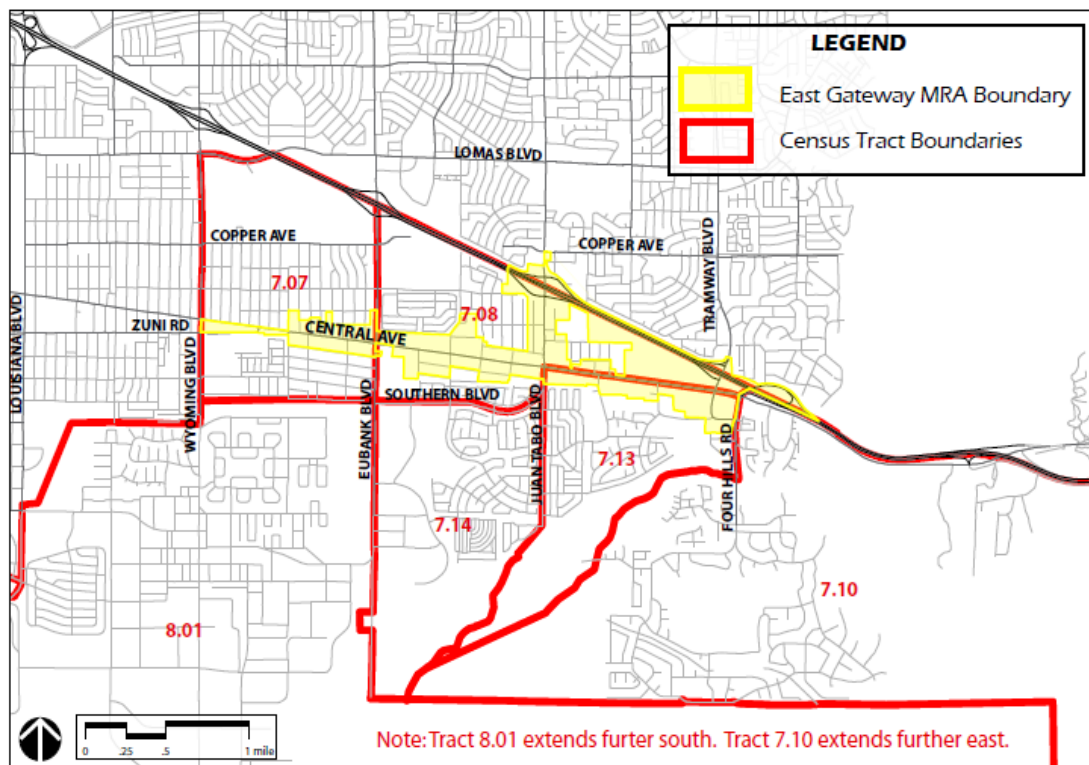 LEGEND
East Gateway MRA Boundary
Census Tract Boundaries
LOMAS BLVD
COPPER AVE
COPPER AVE
TRAMWAY BLVD
7.07
7.08
LOUISIANA BLVD
ZUNI RD
CENTRAL AVE
WYOMING BLVD
EUBANK BLVD
SOUTHERN BLVD
JUAN TABO BLVD
FOUR HILLS RD
7.13
7.14
7.10
8.01
0 .25 .5 1 mile
Note: Tract 8.01 extends furter south. Tract 7.10 extends further east.